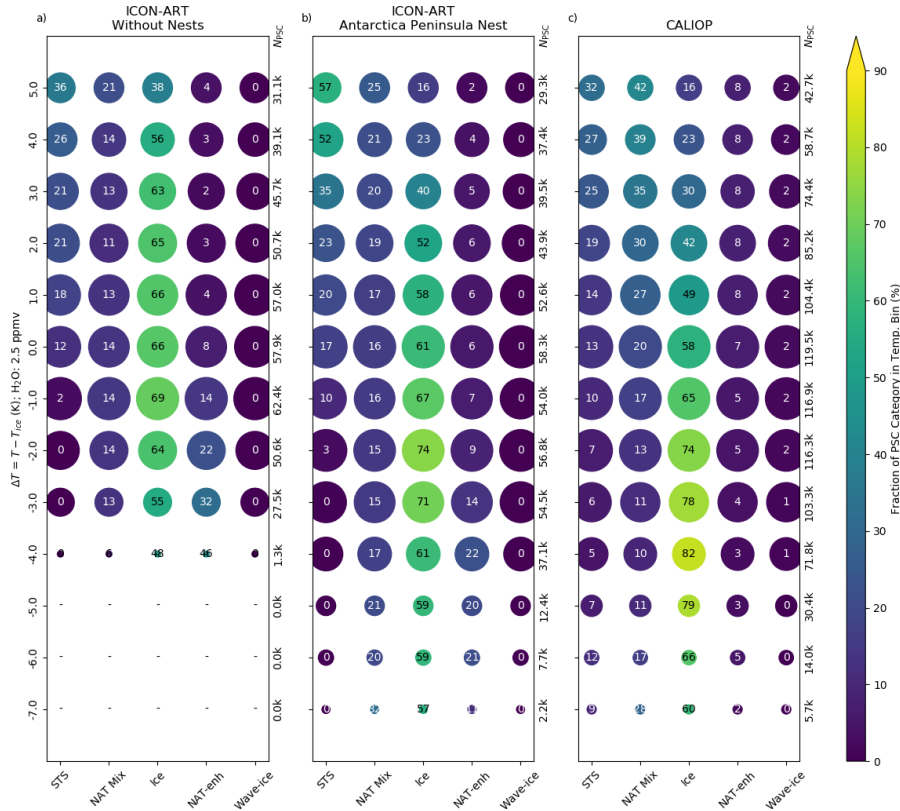 a)
ICON-ART
Without Nests
N_PSC
b)
ICON-ART
Antarctica Peninsula Nest
N_PSC
c)
CALIOP
N_PSC
ΔT = T − T_ice (K); H₂O: 2.5 ppmv
5.0 36 21 38 4 0 31.1k 57 25 16 2 0 29.3k 32 42 16 8 2 42.7k
4.0 26 14 56 3 0 39.1k 52 21 23 4 0 37.4k 27 39 23 8 2 58.7k
3.0 21 13 63 2 0 45.7k 35 20 40 5 0 39.5k 25 35 30 8 2 74.4k
2.0 21 11 65 3 0 50.7k 23 19 52 6 0 43.9k 19 30 42 8 2 85.2k
1.0 18 13 66 4 0 57.0k 20 17 58 6 0 52.6k 14 27 49 8 2 104.4k
0.0 12 14 66 8 0 57.9k 17 16 61 6 0 58.3k 13 20 58 7 2 119.5k
-1.0 2 14 69 14 0 62.4k 10 16 67 7 0 54.0k 10 17 65 5 2 116.9k
-2.0 0 14 64 22 0 50.6k 3 15 74 9 0 56.8k 7 13 74 5 2 116.3k
-3.0 0 13 55 32 0 27.5k 0 15 71 14 0 54.5k 6 11 78 4 1 103.3k
-4.0 0 6 48 46 0 1.3k 0 17 61 22 0 37.1k 5 10 82 3 1 71.8k
-5.0 - - - - - 0.0k 0 21 59 20 0 12.4k 7 11 79 3 0 30.4k
-6.0 - - - - - 0.0k 0 20 59 21 0 7.7k 12 17 66 5 0 14.0k
-7.0 - - - - - 0.0k 0 32 57 11 0 2.2k 9 28 60 2 0 5.7k
STS NAT Mix Ice NAT-enh Wave-ice
STS NAT Mix Ice NAT-enh Wave-ice
STS NAT Mix Ice NAT-enh Wave-ice
90
80
70
60
50
40
30
20
10
0
Fraction of PSC Category in Temp. Bin (%)